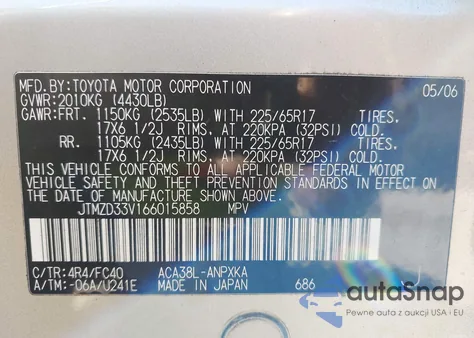 MFD.BY:TOYOTA MOTOR CORPORATION 05/06
GVWR:2010KG (4430LB)
GAWR:FRT. 1150KG (2535LB) WITH 225/65R17 TIRES,
17X6 1/2J RIMS, AT 220KPA (32PSI) COLD.
RR. 1105KG (2435LB) WITH 225/65R17 TIRES,
17X6 1/2J RIMS, AT 220KPA (32PSI) COLD.
THIS VEHICLE CONFORMS TO ALL APPLICABLE FEDERAL MOTOR
VEHICLE SAFETY AND THEFT PREVENTION STANDARDS IN EFFECT ON
THE DATE OF MANUFACTURE SHOWN ABOVE.
JTMZD33V166015858 MPV
C/TR:4R4/FC40 ACA38L-ANPXKA
A/TM:-06A/U241E MADE IN JAPAN 686 J
autoSnap
Pewne auta z aukcji USA i EU